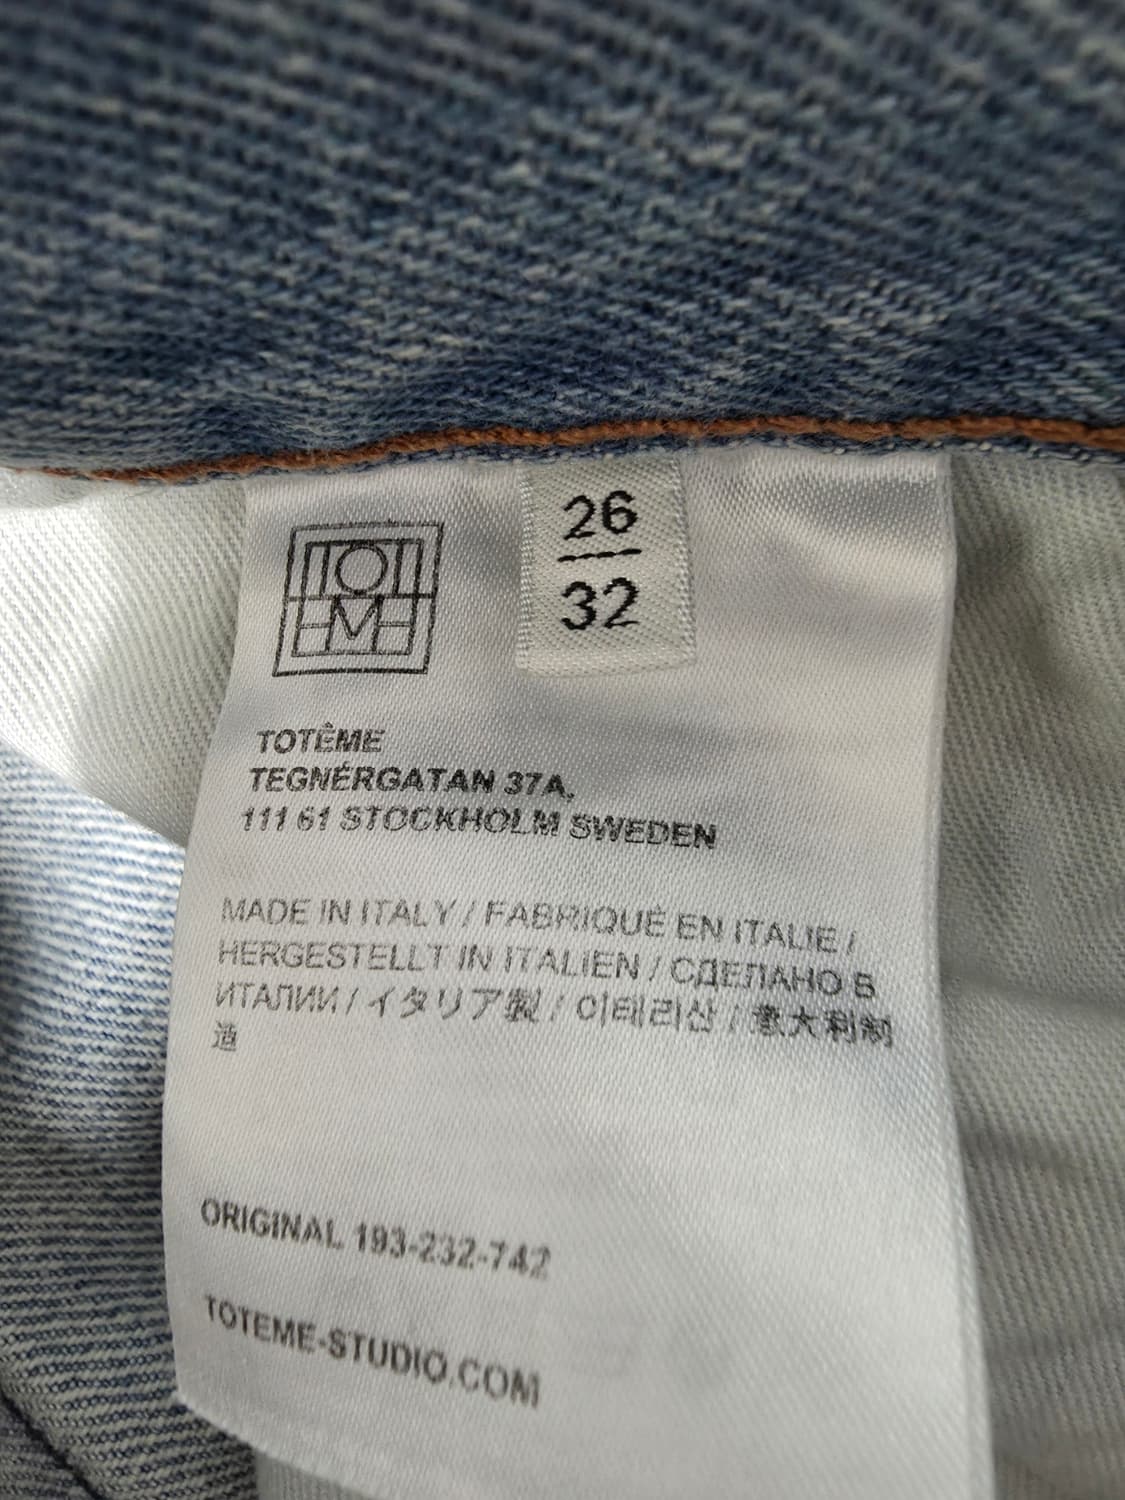 TOT
ÊME
26
32
TOTÊME
TEGNÉRGATAN 37A,
111 61 STOCKHOLM SWEDEN
MADE IN ITALY / FABRIQUÉ EN ITALIE /
HERGESTELLT IN ITALIEN / СДЕЛАНО В
ИТАЛИИ / イタリア製 / 이태리산 / 意大利制
造
ORIGINAL 193-232-742
TOTEME-STUDIO.COM